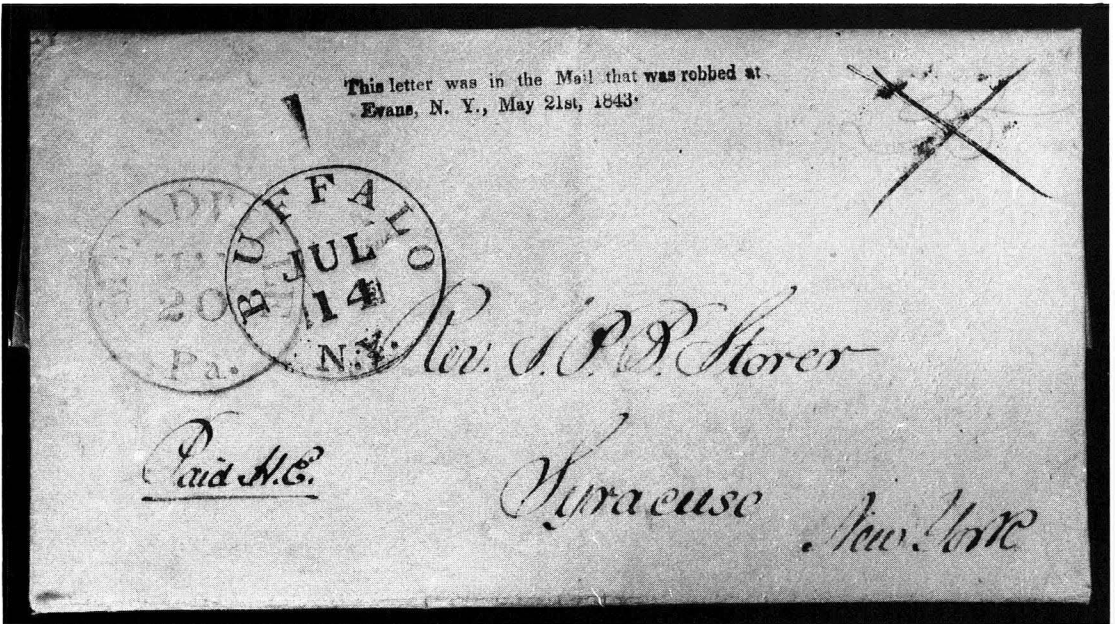 This letter was in the Mail that was robbed at
Evans, N. Y., May 21st, 1843.
BUFFALO
JUL
14
N.Y.
20
Pa.
Rev. J. P. B. Storer
Syracuse
New York
Paid H.E.